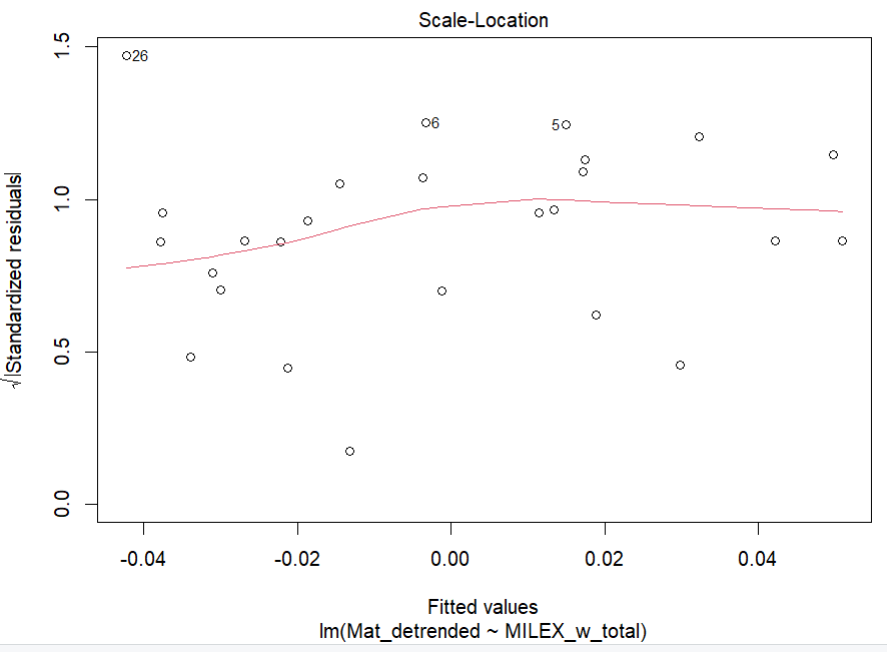 Scale-Location
√|Standardized residuals|
1.5
1.0
0.5
0.0
26
6
5
-0.04 -0.02 0.00 0.02 0.04
Fitted values
lm(Mat_detrended ~ MILEX_w_total)